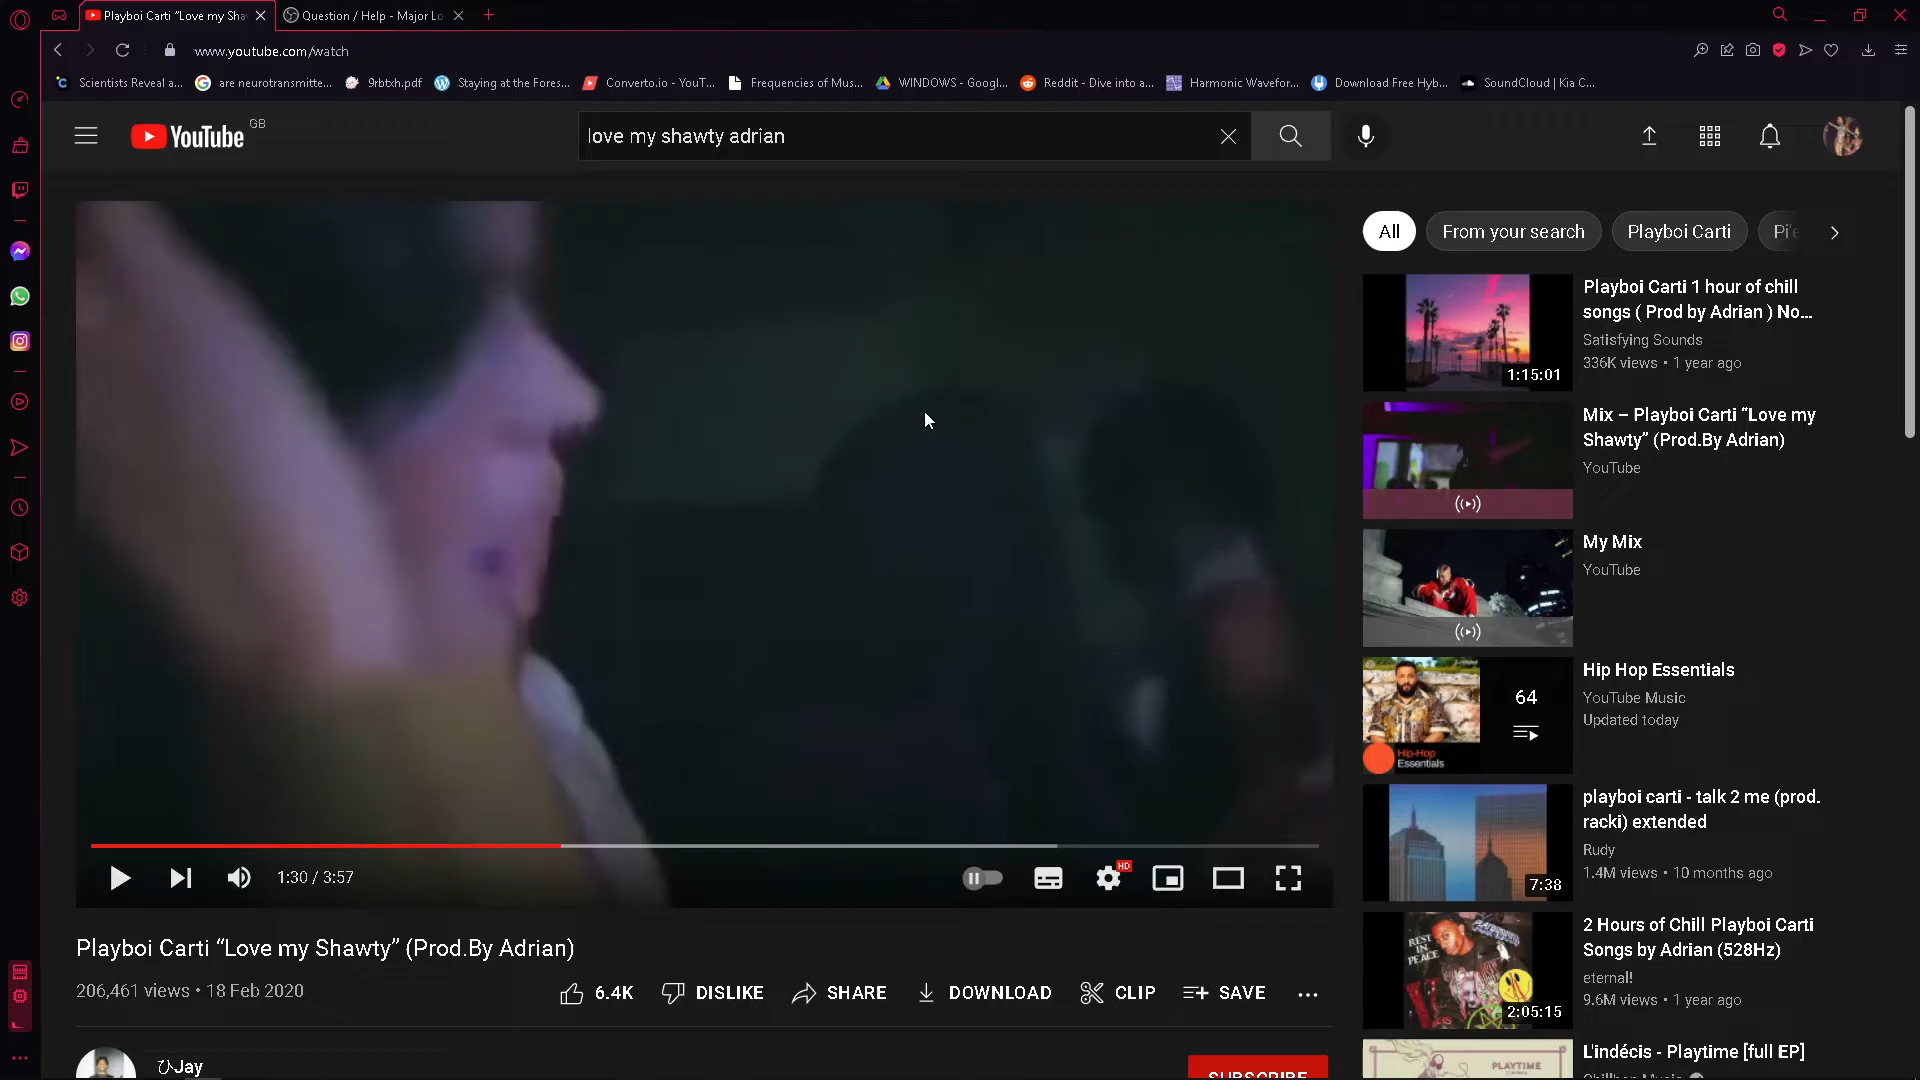 Playboi Carti “Love my Sha
Question / Help - Major Lo
www.youtube.com/watch
Scientists Reveal a...
are neurotransmitte...
9rbtxh.pdf
Staying at the Fores...
Converto.io - YouT...
Frequencies of Mus...
WINDOWS - Googl...
Reddit - Dive into a...
Harmonic Wavefor...
Download Free Hyb...
SoundCloud | Kia C...
YouTube GB
love my shawty adrian
All
From your search
Playboi Carti
Playboi Carti 1 hour of chill
songs ( Prod by Adrian ) No...
Satisfying Sounds
336K views • 1 year ago
1:15:01
Mix – Playboi Carti “Love my
Shawty” (Prod.By Adrian)
YouTube
My Mix
YouTube
Hip Hop Essentials
YouTube Music
Updated today
64
Hip-Hop
Essentials
playboi carti - talk 2 me (prod.
racki) extended
Rudy
1.4M views • 10 months ago
7:38
2 Hours of Chill Playboi Carti
Songs by Adrian (528Hz)
eternal!
9.6M views • 1 year ago
REST
IN
PEACE
2:05:15
L'indécis - Playtime [full EP]
PLAYTIME
1:30 / 3:57
HD
Playboi Carti “Love my Shawty” (Prod.By Adrian)
206,461 views • 18 Feb 2020
6.4K
DISLIKE
SHARE
DOWNLOAD
CLIP
SAVE
ひJay
SUBSCRIBE